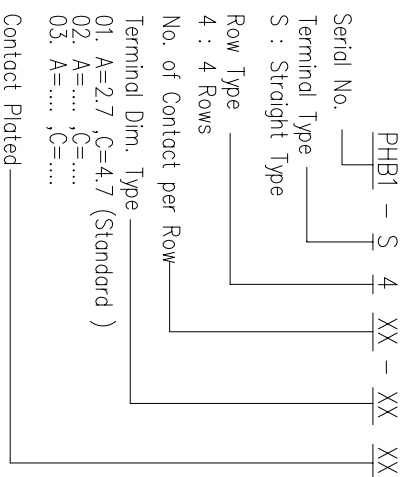 PHB1 - S 4 XX - XX XX
Serial No.
Terminal Type
S : Straight Type
Row Type
4 : 4 Rows
No. of Contact per Row
Terminal Dim. Type
01. A=2.7 ,C=4.7 (Standard )
02. A=.... ,C=....
03. A=.... ,C=....
Contact Plated